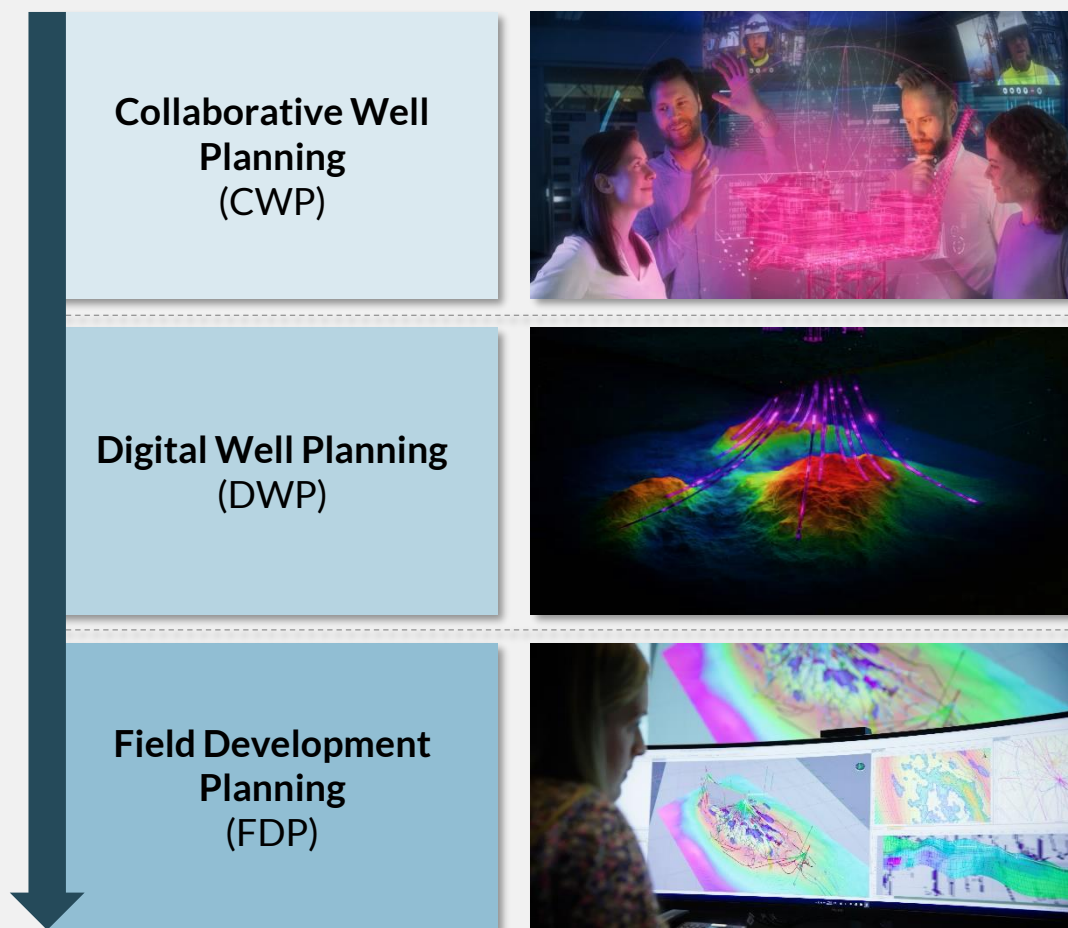 Collaborative Well
Planning
(CWP)
Digital Well Planning
(DWP)
Field Development
Planning
(FDP)